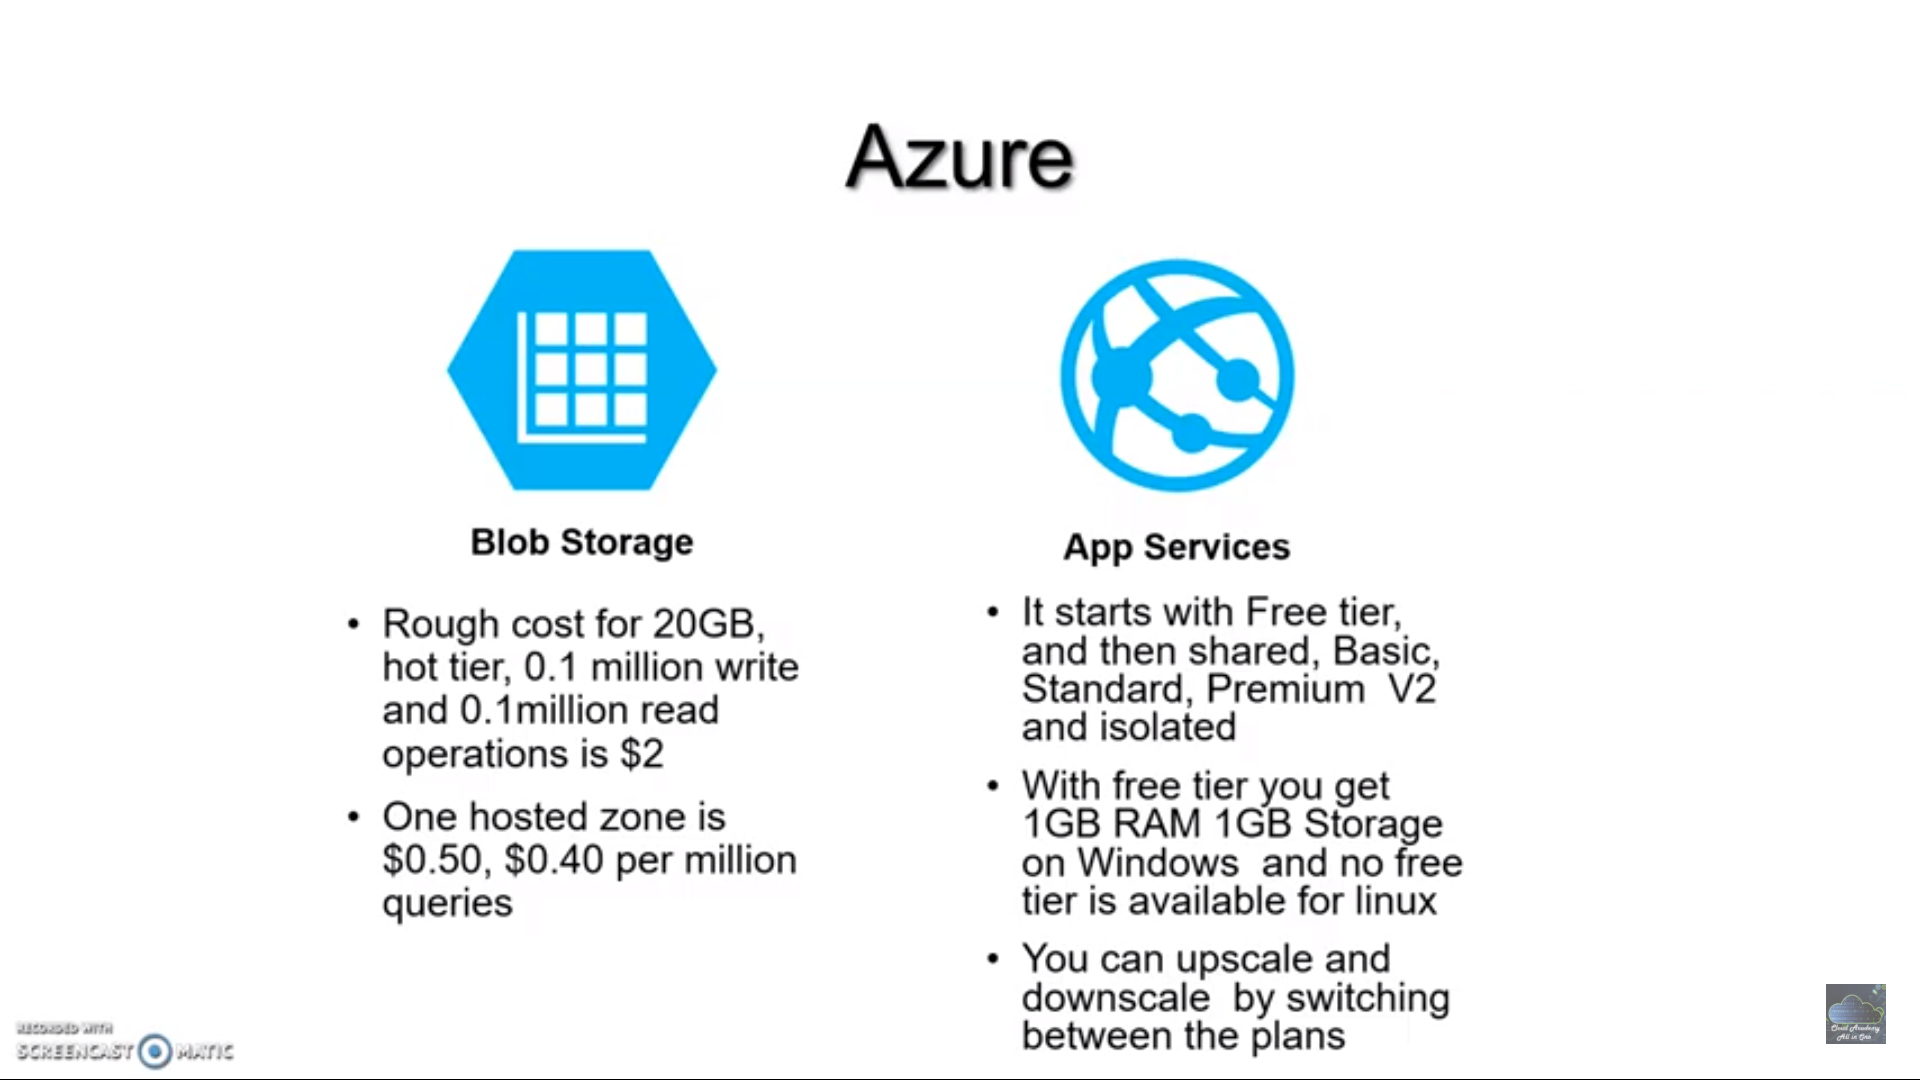 Azure
Blob Storage
• Rough cost for 20GB,
hot tier, 0.1 million write
and 0.1million read
operations is $2
• One hosted zone is
$0.50, $0.40 per million
queries
App Services
• It starts with Free tier,
and then shared, Basic,
Standard, Premium  V2
and isolated
• With free tier you get
1GB RAM 1GB Storage
on Windows  and no free
tier is available for linux
• You can upscale and
downscale  by switching
between the plans
RECORDED WITH
SCREENCAST MATIC
All in One